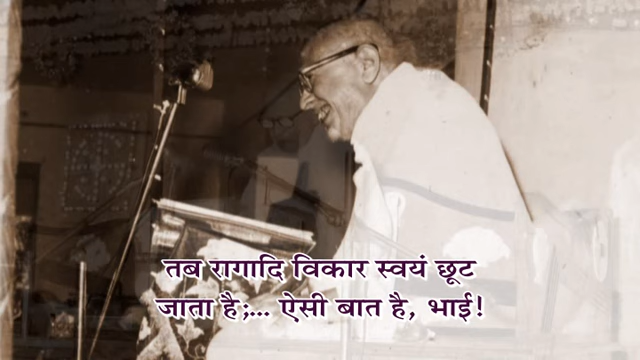 तब रागादि विकार स्वयं छूट
जाता है;... ऐसी बात है, भाई!